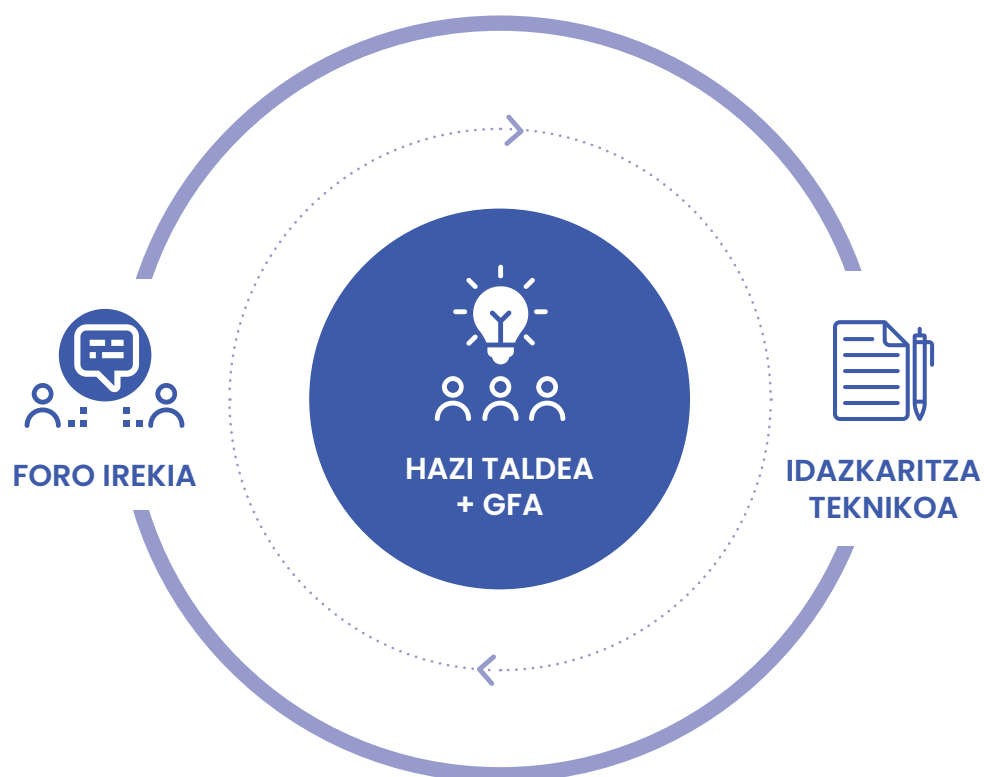 FORO IREKIA
HAZI TALDEA
+ GFA
IDAZKARITZA
TEKNIKOA